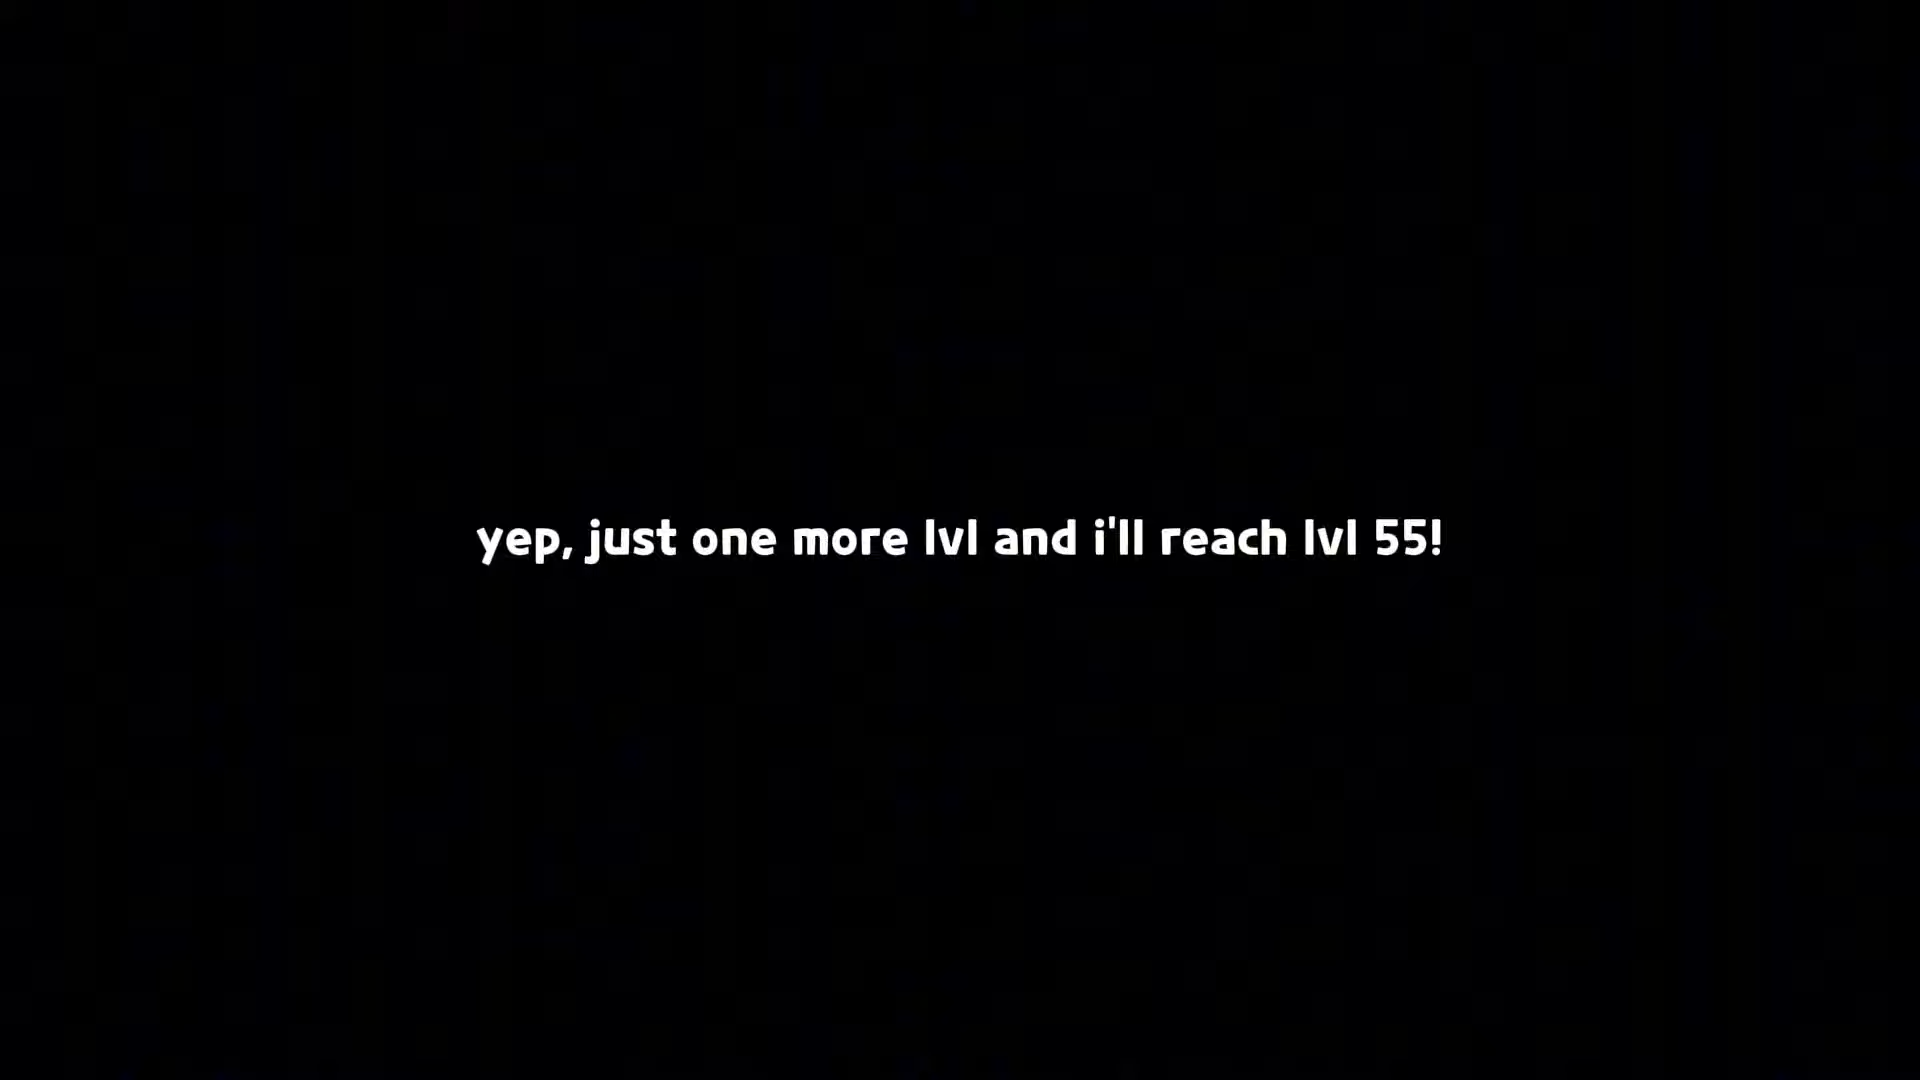 yep, just one more lvl and i'll reach lvl 55!